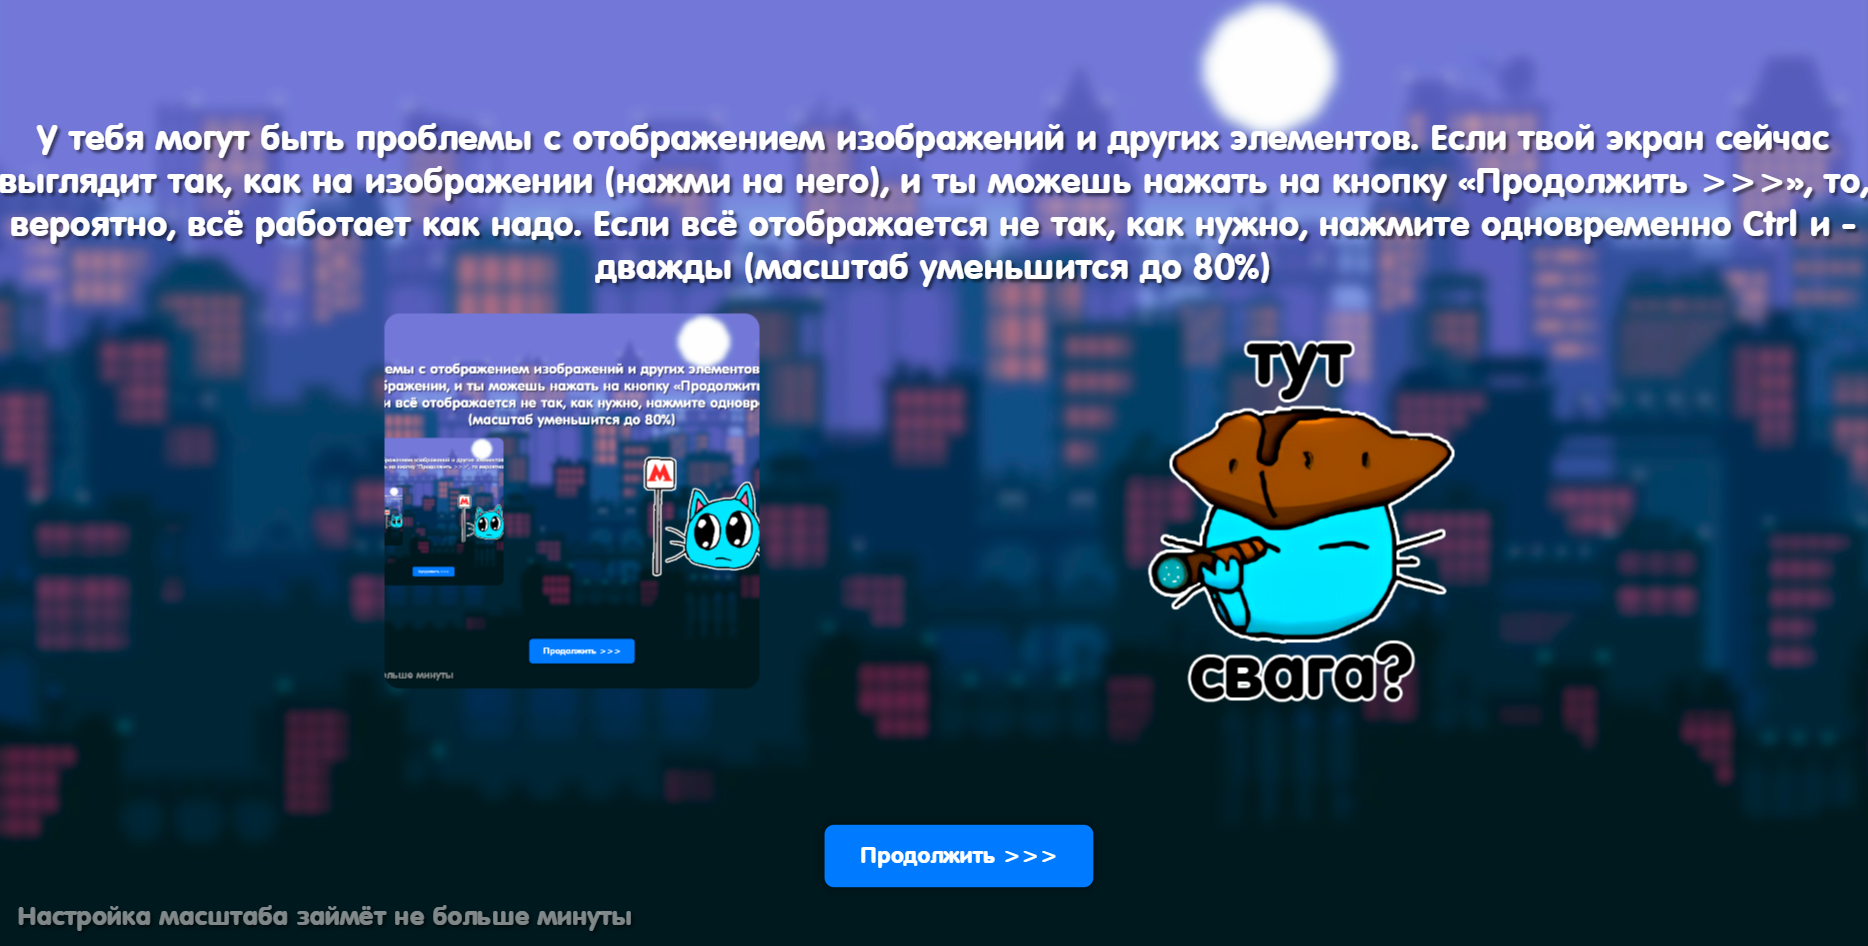 У тебя могут быть проблемы с отображением изображений и других элементов. Если твой экран сейчас
выглядит так, как на изображении (нажми на него), и ты можешь нажать на кнопку «Продолжить >>>», то,
вероятно, всё работает как надо. Если всё отображается не так, как нужно, нажмите одновременно Ctrl и -
дважды (масштаб уменьшится до 80%)
емы с отображением изображений и других элементов
бражении, и ты можешь нажать на кнопку «Продолжить
и всё отображается не так, как нужно, нажмите одновр
(масштаб уменьшится до 80%)
М
М
Продолжить >>>
ольше минуты
тут
свага?
Продолжить >>>
Настройка масштаба займёт не больше минуты